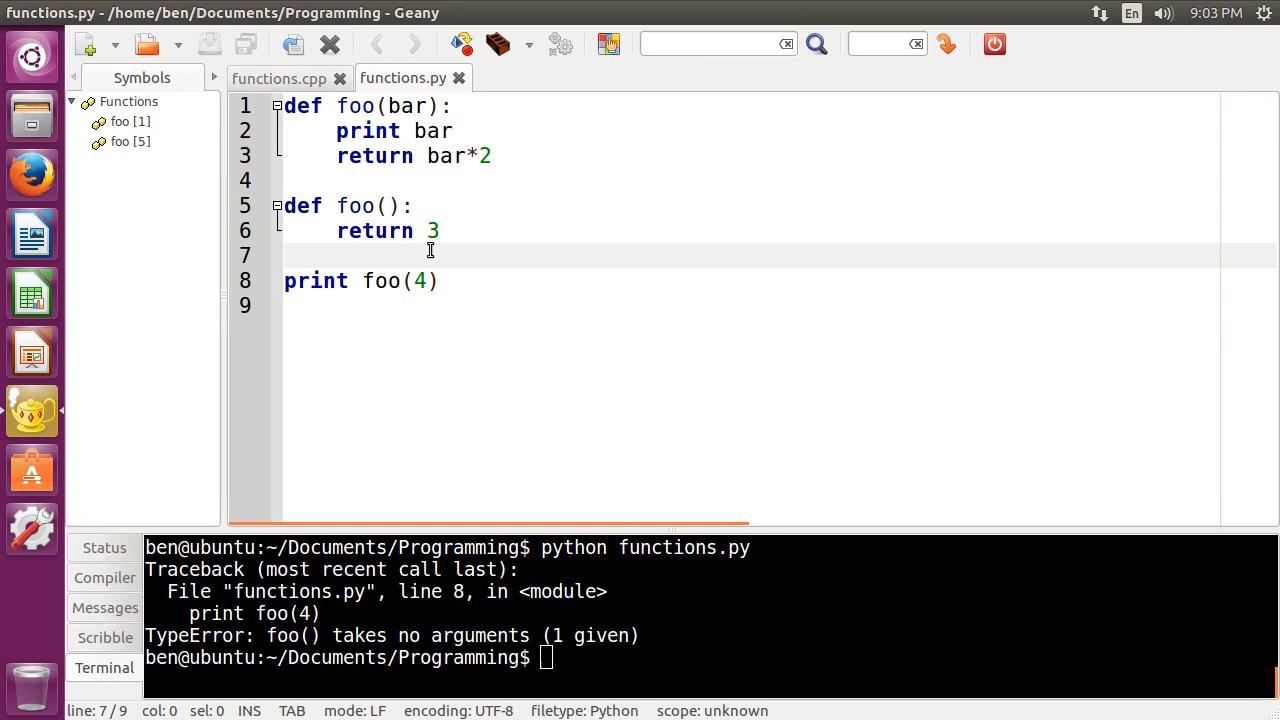 functions.py - /home/ben/Documents/Programming - Geany
En
9:03 PM
Symbols
functions.cpp
functions.py
Functions
foo [1]
foo [5]
1 def foo(bar):
2     print bar
3     return bar*2
4
5 def foo():
6     return 3
7
8 print foo(4)
9
Status
Compiler
Messages
Scribble
Terminal
ben@ubuntu:~/Documents/Programming$ python functions.py
Traceback (most recent call last):
  File "functions.py", line 8, in <module>
    print foo(4)
TypeError: foo() takes no arguments (1 given)
ben@ubuntu:~/Documents/Programming$
line: 7 / 9 col: 0 sel: 0 INS TAB mode: LF encoding: UTF-8 filetype: Python scope: unknown